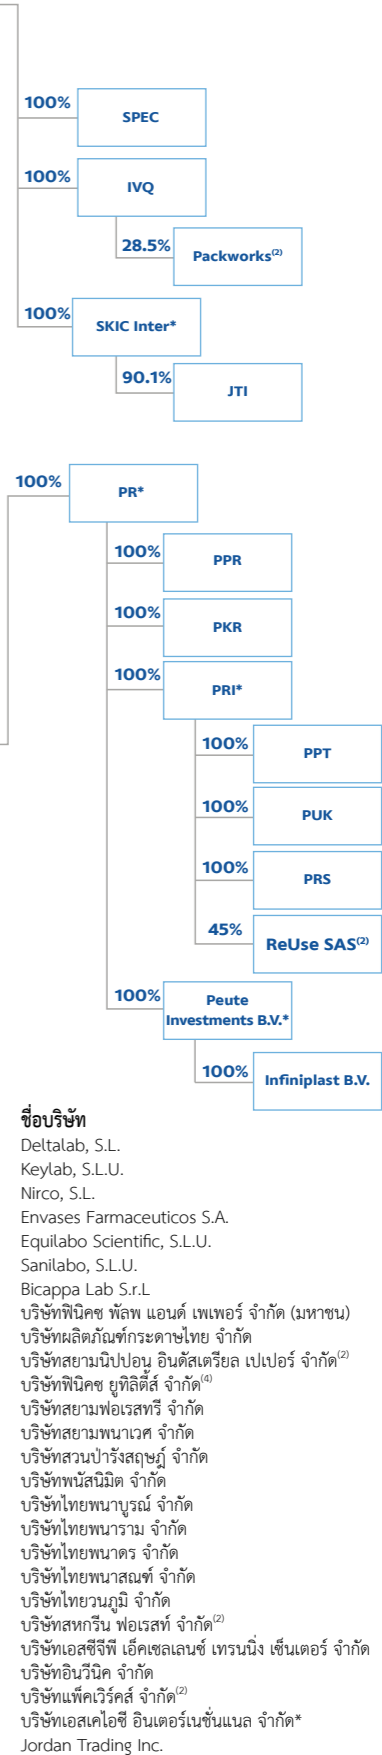 100%
SPEC
100%
IVQ
28.5%
Packworks⁽²⁾
100%
SKIC Inter*
90.1%
JTI
100%
PR*
100%
PPR
100%
PKR
100%
PRI*
100%
PPT
100%
PUK
100%
PRS
45%
ReUse SAS⁽²⁾
100%
Peute
Investments B.V.*
100%
Infiniplast B.V.
ชื่อบริษัท
Deltalab, S.L.
Keylab, S.L.U.
Nirco, S.L.
Envases Farmaceuticos S.A.
Equilabo Scientific, S.L.U.
Sanilabo, S.L.U.
Bicappa Lab S.r.L
บริษัทฟินิคซ พัลพ แอนด์ เพเพอร์ จำกัด (มหาชน)
บริษัทผลิตภัณฑ์กระดาษไทย จำกัด
บริษัทสยามนิปปอน อินดัสเตรียล เปเปอร์ จำกัด⁽²⁾
บริษัทฟินิคซ ยูทิลิตี้ส์ จำกัด⁽⁴⁾
บริษัทสยามฟอเรสทรี จำกัด
บริษัทสยามพนาเวศ จำกัด
บริษัทสวนป่ารังสฤษฎ์ จำกัด
บริษัทพนัสนิมิต จำกัด
บริษัทไทยพนาบูรณ์ จำกัด
บริษัทไทยพนาราม จำกัด
บริษัทไทยพนาดร จำกัด
บริษัทไทยพนาสณฑ์ จำกัด
บริษัทไทยวนภูมิ จำกัด
บริษัทสหกรีน ฟอเรสท์ จำกัด⁽²⁾
บริษัทเอสซีจีพี เอ็คเซลเลนซ์ เทรนนิ่ง เซ็นเตอร์ จำกัด
บริษัทอินวีนิค จำกัด
บริษัทแพ็คเวิร์คส์ จำกัด⁽²⁾
บริษัทเอสเคไอซี อินเตอร์เนชั่นแนล จำกัด*
Jordan Trading Inc.